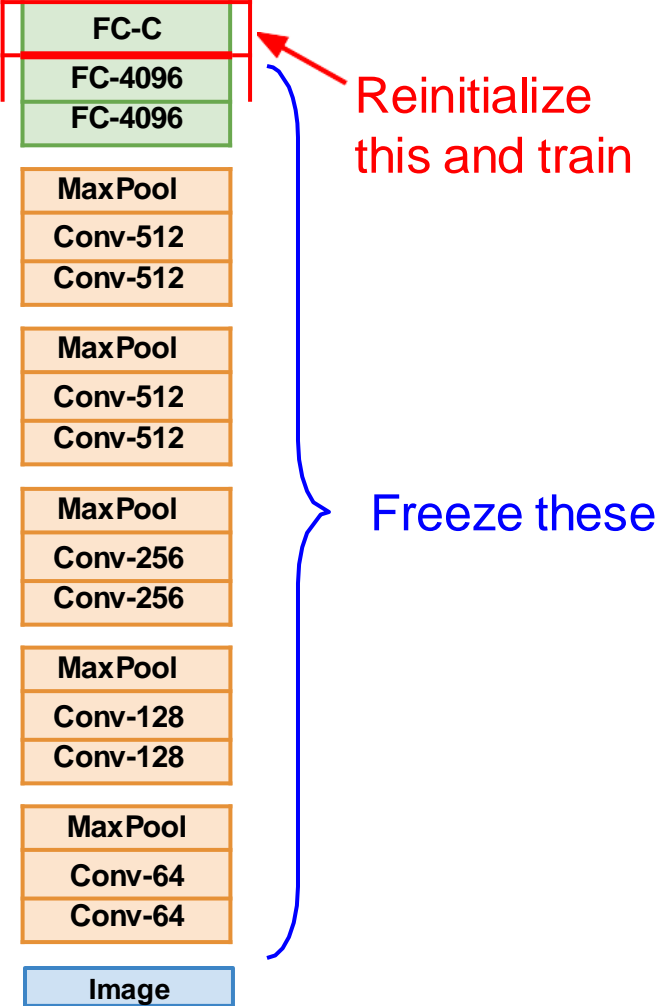 FC-C
FC-4096
FC-4096
Reinitialize
this and train
MaxPool
Conv-512
Conv-512
MaxPool
Conv-512
Conv-512
MaxPool
Conv-256
Conv-256
Freeze these
MaxPool
Conv-128
Conv-128
MaxPool
Conv-64
Conv-64
Image